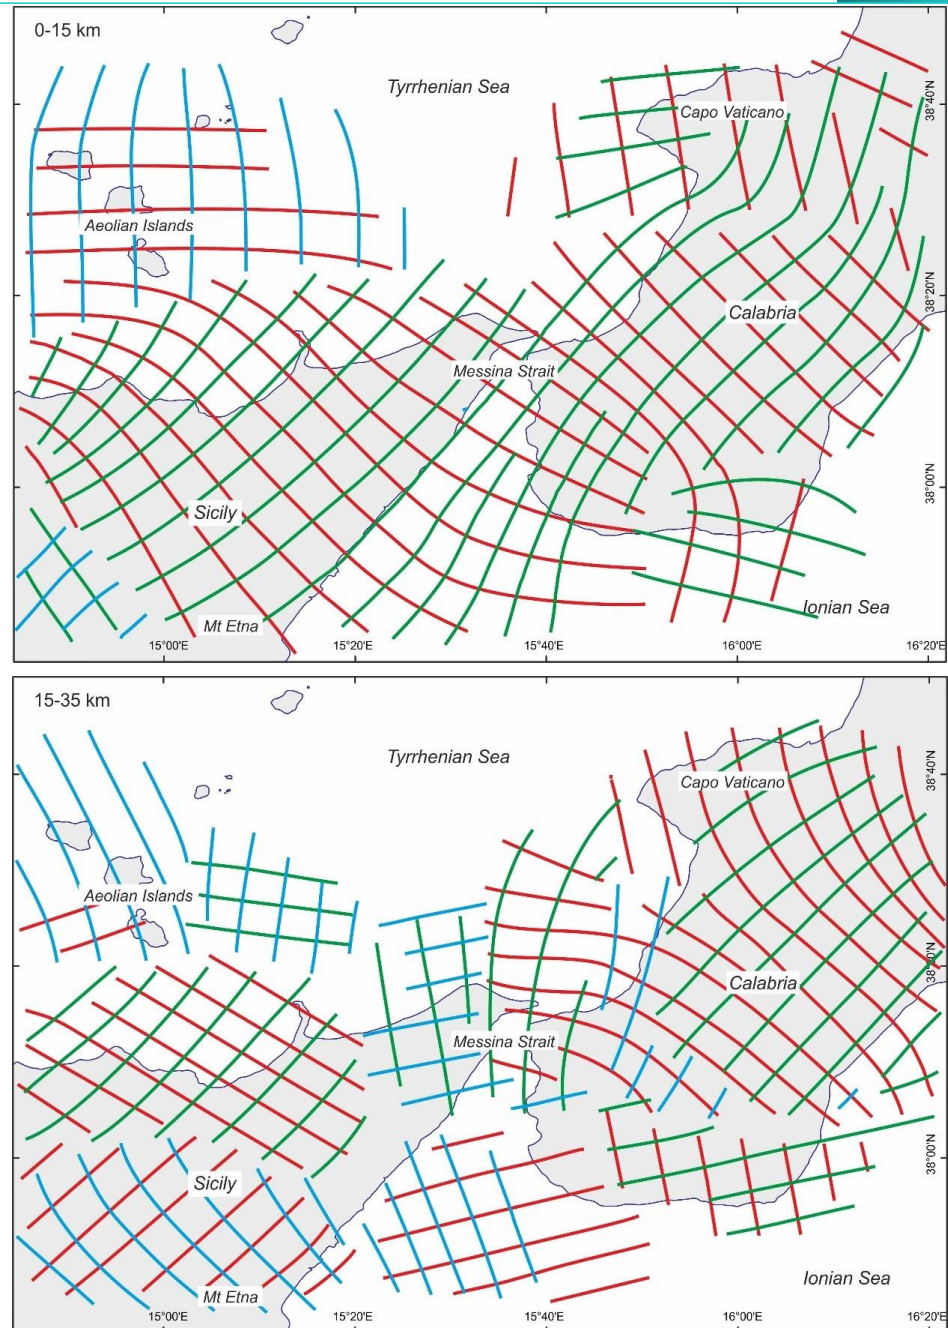 0-15 km
Tyrrhenian Sea
38°40'N
Capo Vaticano
Aeolian Islands
38°20'N
Calabria
Messina Strait
38°00'N
Sicily
Ionian Sea
Mt Etna
15°00'E
15°20'E
15°40'E
16°00'E
16°20'E
15-35 km
Tyrrhenian Sea
38°40'N
Capo Vaticano
Aeolian Islands
38°20'N
Calabria
Messina Strait
38°00'N
Sicily
Ionian Sea
Mt Etna
15°00'E
15°20'E
15°40'E
16°00'E
16°20'E